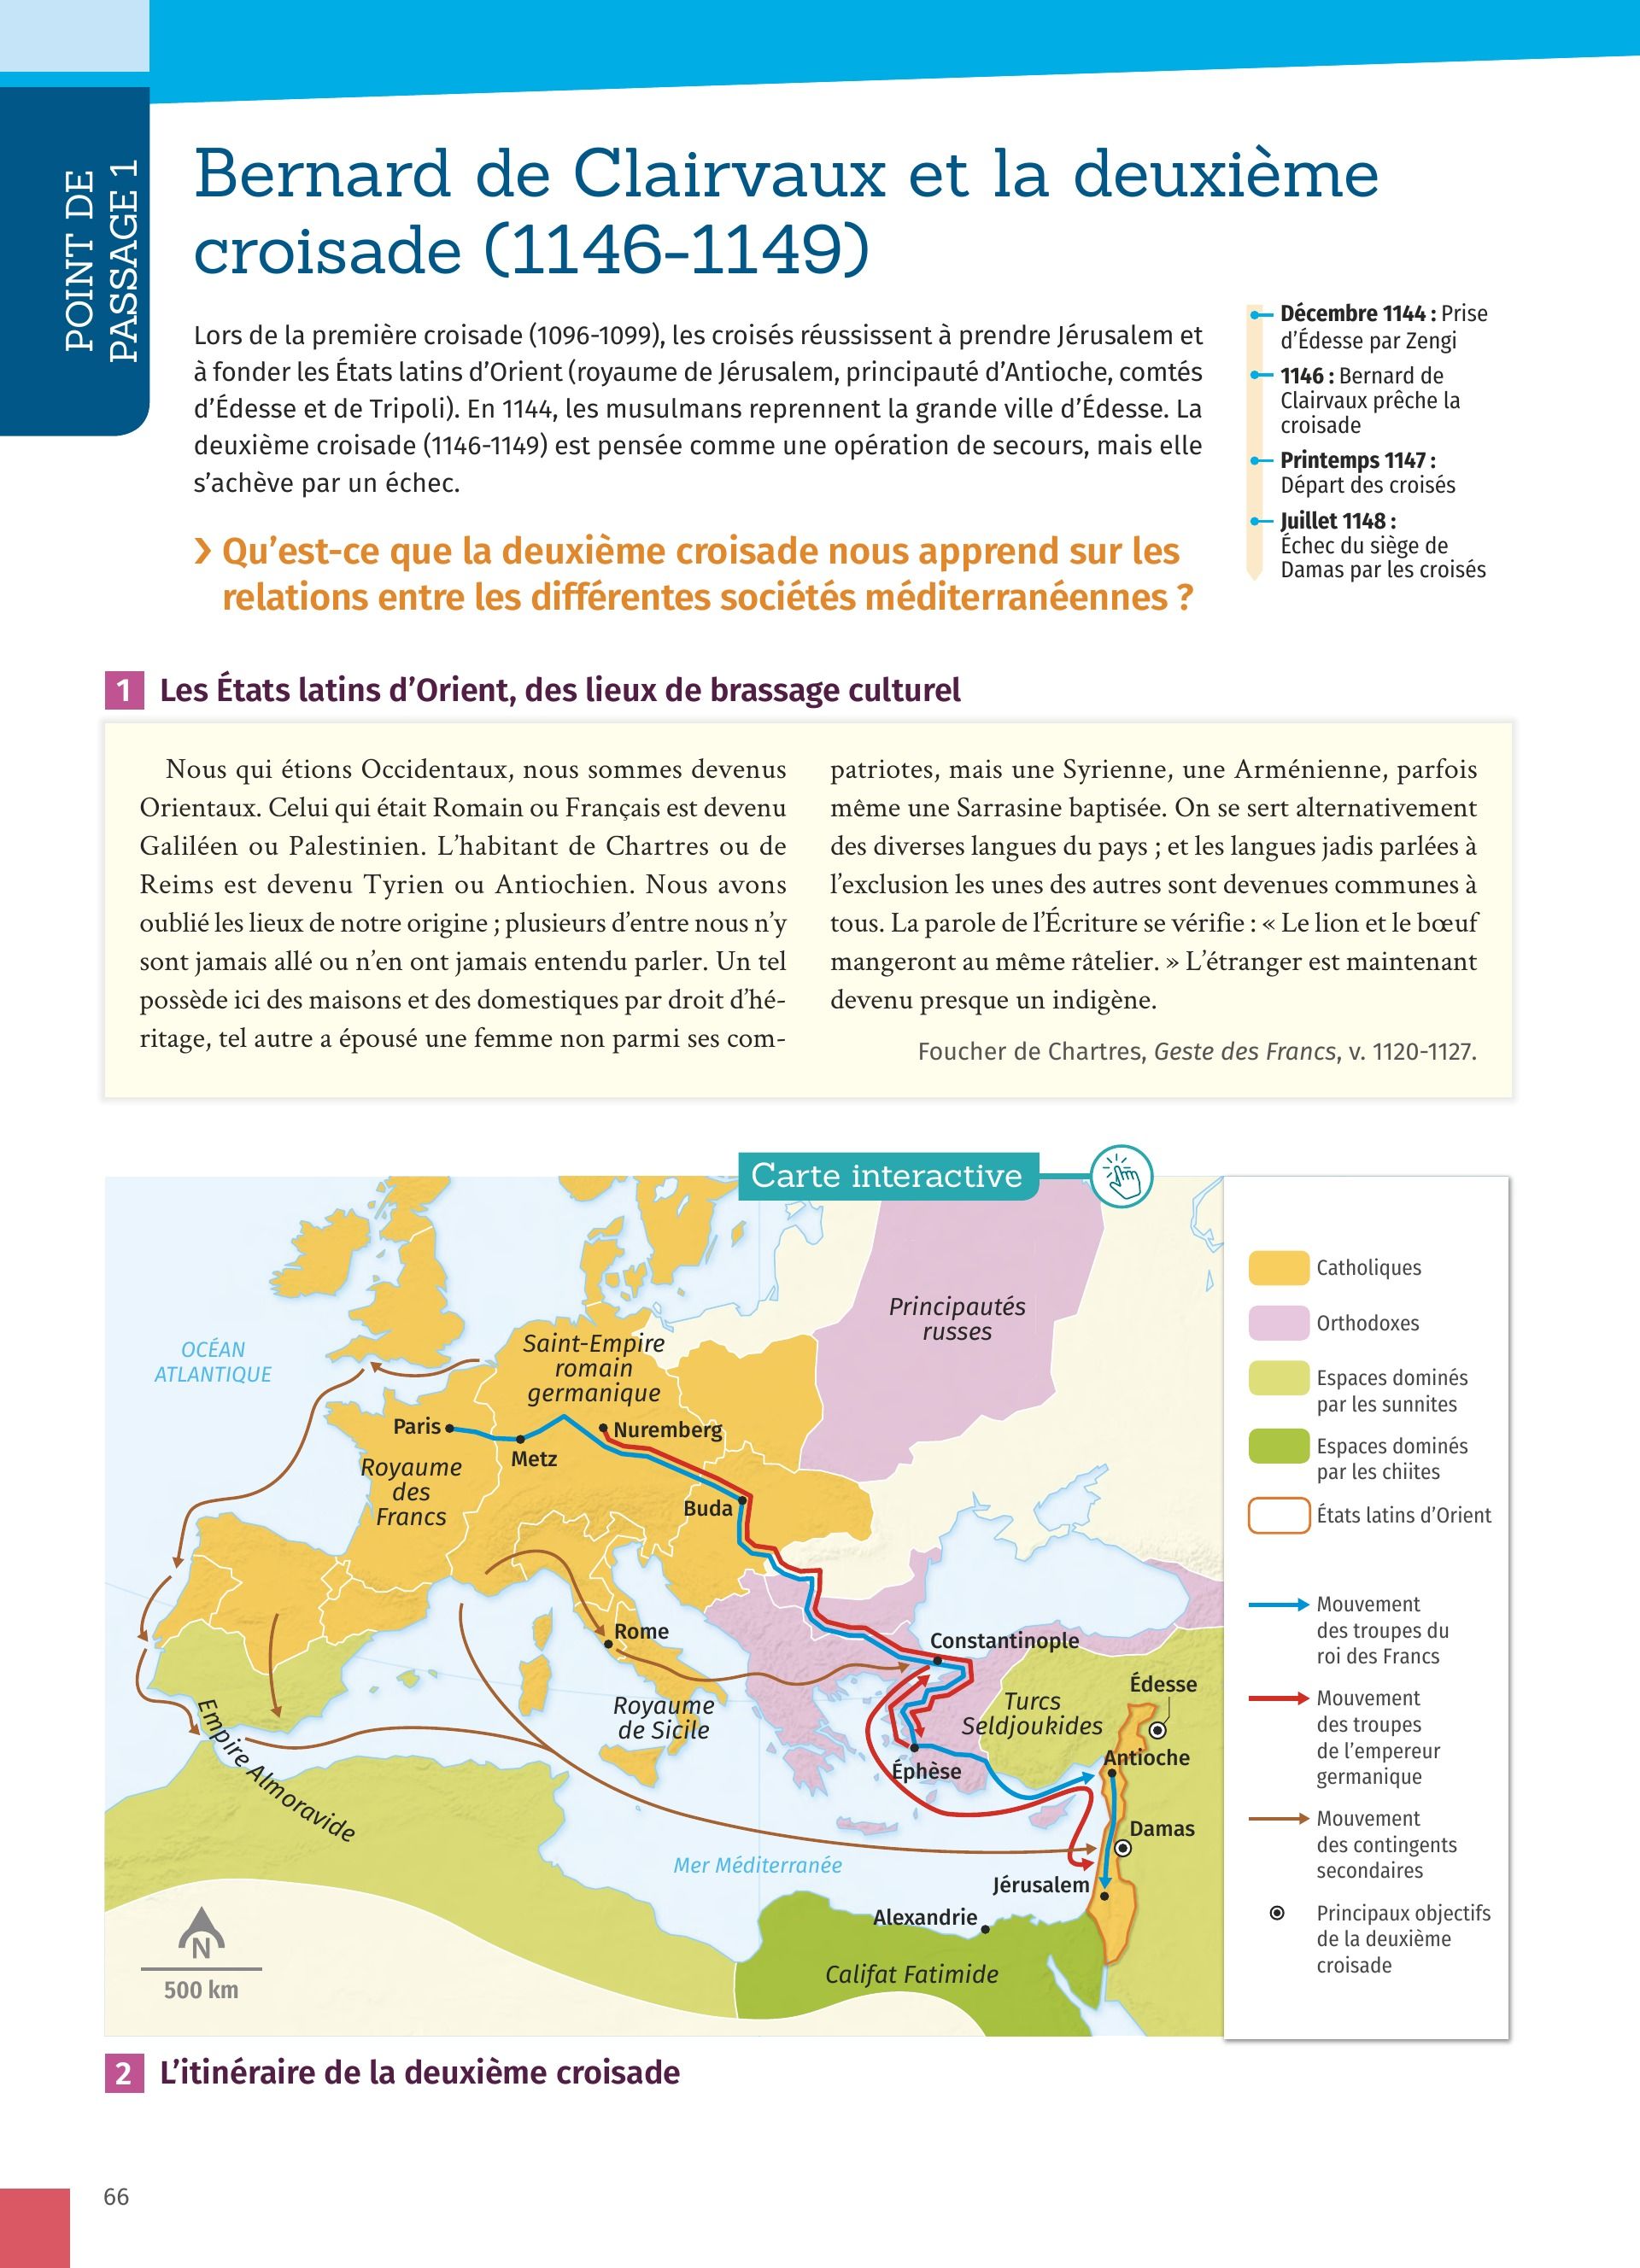 POINT DE
PASSAGE 1
Bernard de Clairvaux et la deuxième
croisade (1146-1149)
Lors de la première croisade (1096-1099), les croisés réussissent à prendre Jérusalem et
à fonder les États latins d’Orient (royaume de Jérusalem, principauté d’Antioche, comtés
d’Édesse et de Tripoli). En 1144, les musulmans reprennent la grande ville d’Édesse. La
deuxième croisade (1146-1149) est pensée comme une opération de secours, mais elle
s’achève par un échec.
› Qu’est-ce que la deuxième croisade nous apprend sur les
relations entre les différentes sociétés méditerranéennes ?
Décembre 1144 : Prise
d’Édesse par Zengi
1146 : Bernard de
Clairvaux prêche la
croisade
Printemps 1147 :
Départ des croisés
Juillet 1148 :
Échec du siège de
Damas par les croisés
1 Les États latins d’Orient, des lieux de brassage culturel
Nous qui étions Occidentaux, nous sommes devenus
Orientaux. Celui qui était Romain ou Français est devenu
Galiléen ou Palestinien. L’habitant de Chartres ou de
Reims est devenu Tyrien ou Antiochien. Nous avons
oublié les lieux de notre origine ; plusieurs d’entre nous n’y
sont jamais allé ou n’en ont jamais entendu parler. Un tel
possède ici des maisons et des domestiques par droit d’hé-
ritage, tel autre a épousé une femme non parmi ses com-
patriotes, mais une Syrienne, une Arménienne, parfois
même une Sarrasine baptisée. On se sert alternativement
des diverses langues du pays ; et les langues jadis parlées à
l’exclusion les unes des autres sont devenues communes à
tous. La parole de l’Écriture se vérifie : « Le lion et le bœuf
mangeront au même râtelier. » L’étranger est maintenant
devenu presque un indigène.
Foucher de Chartres, Geste des Francs, v. 1120-1127.
Carte interactive
Principautés
russes
OCÉAN
ATLANTIQUE
Saint-Empire
romain
germanique
Paris
Nuremberg
Metz
Royaume
des
Francs
Buda
Rome
Constantinople
Édesse
Royaume
de Sicile
Turcs
Seldjoukides
Empire Almoravide
Antioche
Éphèse
Damas
Mer Méditerranée
Jérusalem
Alexandrie
Califat Fatimide
N
500 km
Catholiques
Orthodoxes
Espaces dominés
par les sunnites
Espaces dominés
par les chiites
États latins d’Orient
Mouvement
des troupes du
roi des Francs
Mouvement
des troupes
de l’empereur
germanique
Mouvement
des contingents
secondaires
Principaux objectifs
de la deuxième
croisade
2 L’itinéraire de la deuxième croisade
66